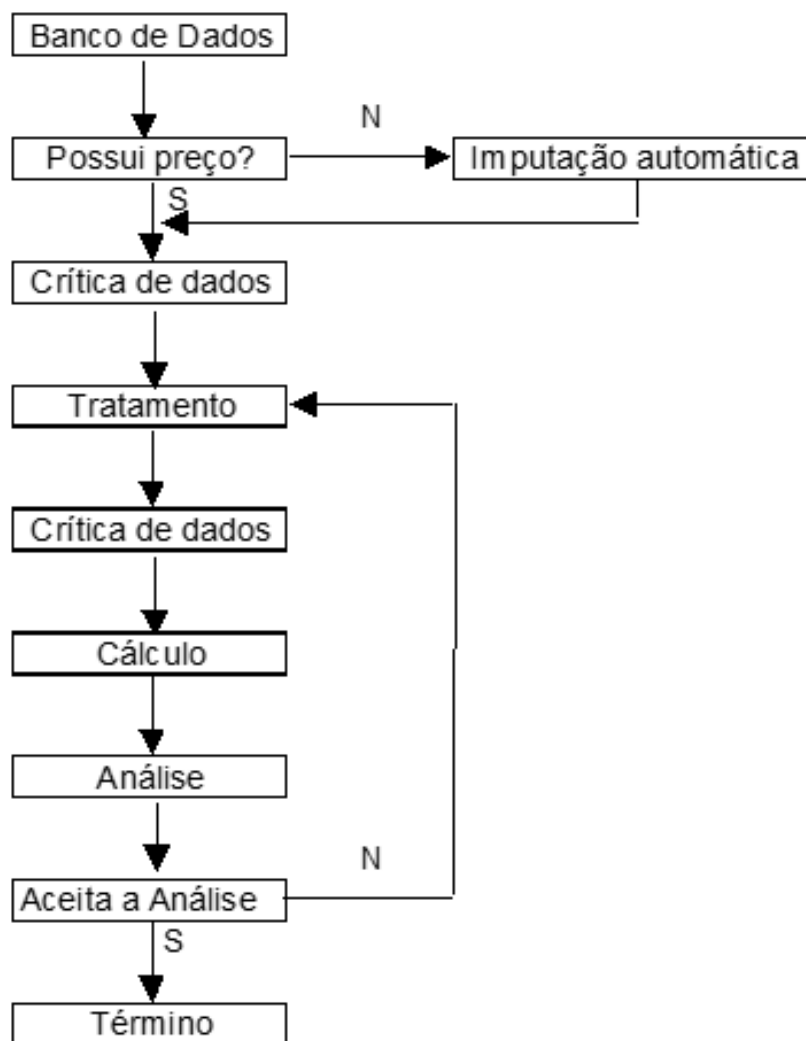 Banco de Dados
N
Possui preço?
Imputação automática
S
Crítica de dados
Tratamento
Crítica de dados
Cálculo
Análise
N
Aceita a Análise
S
Término